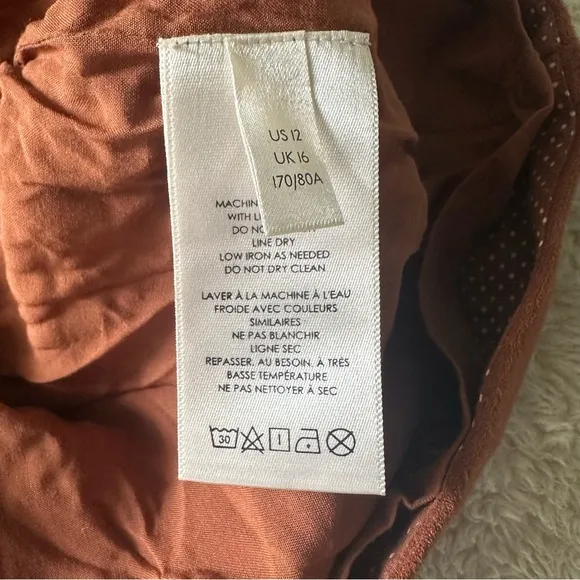 US 12
UK 16
170/80A
MACHIN
WITH L
DO NO
LINE DRY
LOW IRON AS NEEDED
DO NOT DRY CLEAN
LAVER À LA MACHINE À L'EAU
FROIDE AVEC COULEURS
SIMILAIRES
NE PAS BLANCHIR
LIGNE SEC
REPASSER, AU BESOIN, À TRÈS
BASSE TEMPÉRATURE
NE PAS NETTOYER À SEC
30